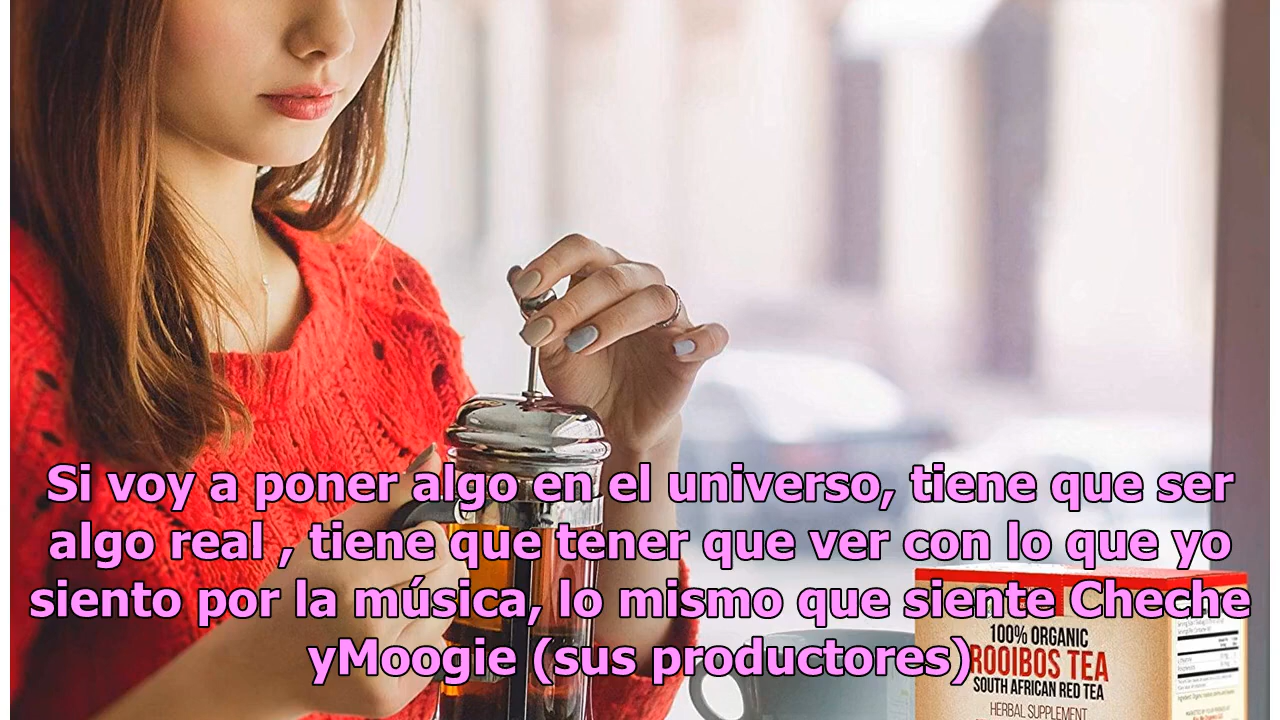 Si voy a poner algo en el universo, tiene que ser
algo real , tiene que tener que ver con lo que yo
siento por la música, lo mismo que siente Cheche
yMoogie (sus productores)
100% ORGANIC
ROOIBOS TEA
SOUTH AFRICAN RED TEA
HERBAL SUPPLEMENT